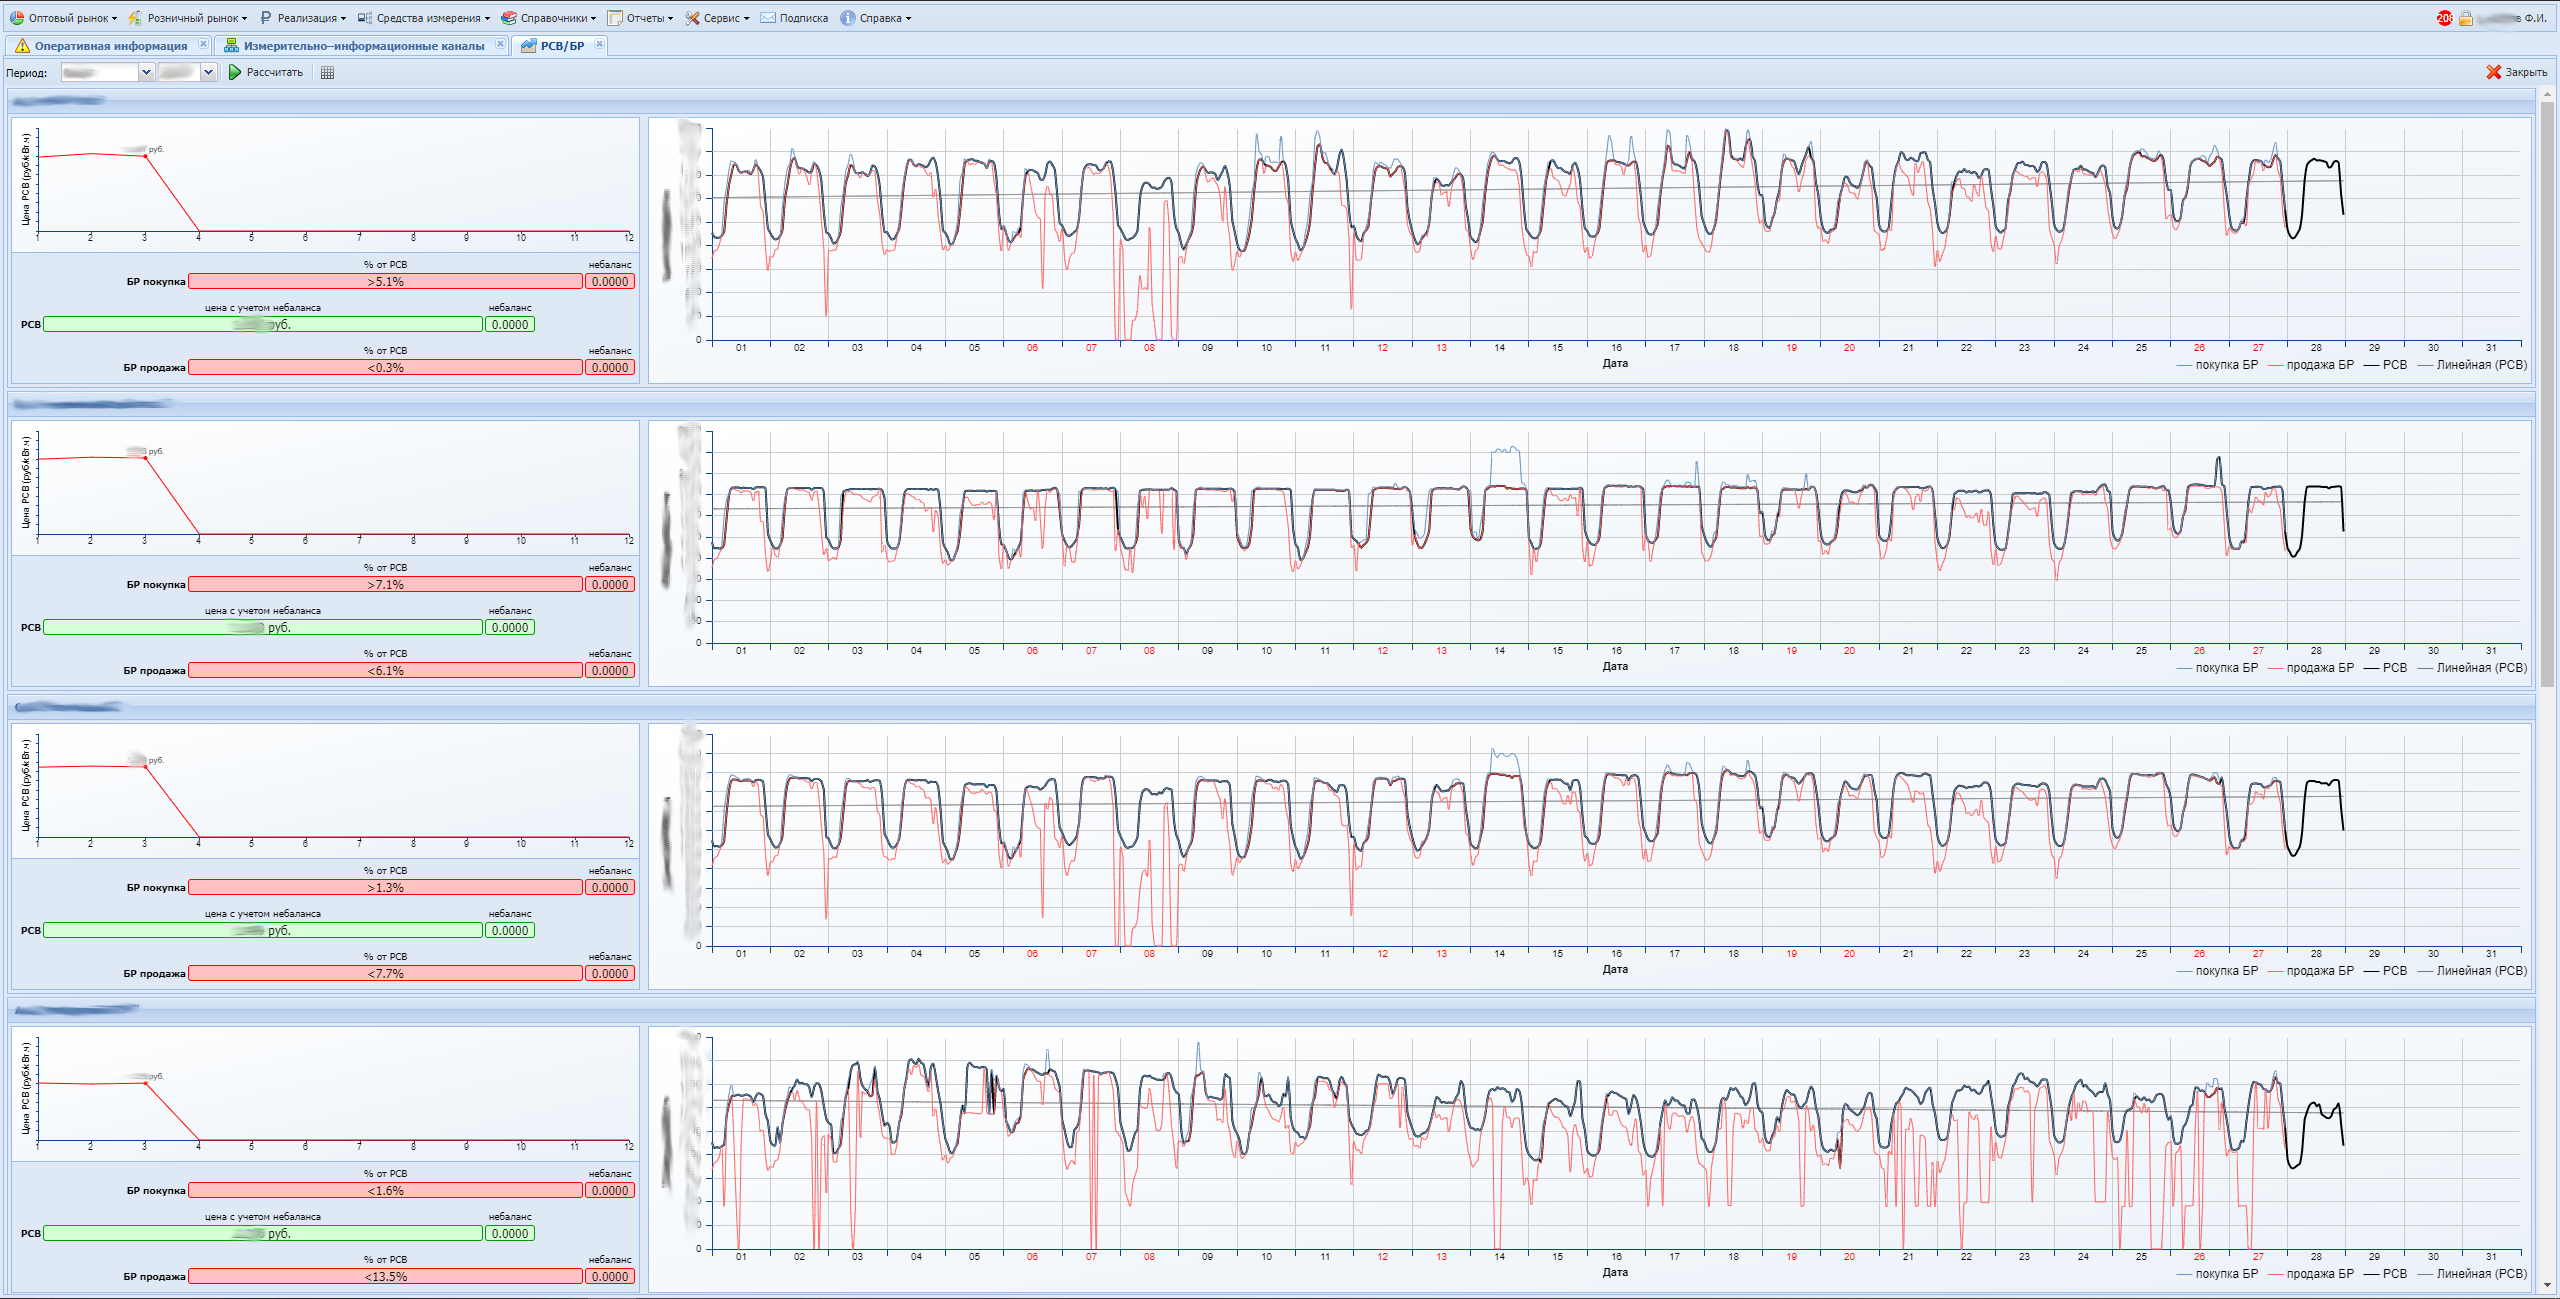 Оптовый рынок Розничный рынок Реализация Средства измерения Справочники Отчеты Сервис Подписка Справка Ф.И.
Оперативная информация Измерительно-информационные каналы РСВ/БР
Период: Рассчитать Закрыть
Цена РСВ (руб/кВт.ч)
руб.
1 2 3 4 5 6 7 8 9 10 11 12
% от РСВ небаланс
БР покупка >5.1% 0.0000
цена с учетом небаланса небаланс
РСВ руб. 0.0000
% от РСВ небаланс
БР продажа <0.3% 0.0000
0
01 02 03 04 05 06 07 08 09 10 11 12 13 14 15 16 17 18 19 20 21 22 23 24 25 26 27 28 29 30 31
Дата
покупка БР продажа БР РСВ Линейная (РСВ)
Цена РСВ (руб/кВт.ч)
руб.
1 2 3 4 5 6 7 8 9 10 11 12
% от РСВ небаланс
БР покупка >7.1% 0.0000
цена с учетом небаланса небаланс
РСВ руб. 0.0000
% от РСВ небаланс
БР продажа <6.1% 0.0000
0
01 02 03 04 05 06 07 08 09 10 11 12 13 14 15 16 17 18 19 20 21 22 23 24 25 26 27 28 29 30 31
Дата
покупка БР продажа БР РСВ Линейная (РСВ)
Цена РСВ (руб/кВт.ч)
руб.
1 2 3 4 5 6 7 8 9 10 11 12
% от РСВ небаланс
БР покупка >1.3% 0.0000
цена с учетом небаланса небаланс
РСВ руб. 0.0000
% от РСВ небаланс
БР продажа <7.7% 0.0000
0
01 02 03 04 05 06 07 08 09 10 11 12 13 14 15 16 17 18 19 20 21 22 23 24 25 26 27 28 29 30 31
Дата
покупка БР продажа БР РСВ Линейная (РСВ)
Цена РСВ (руб/кВт.ч)
руб.
1 2 3 4 5 6 7 8 9 10 11 12
% от РСВ небаланс
БР покупка <1.6% 0.0000
цена с учетом небаланса небаланс
РСВ руб. 0.0000
% от РСВ небаланс
БР продажа <13.5% 0.0000
0
01 02 03 04 05 06 07 08 09 10 11 12 13 14 15 16 17 18 19 20 21 22 23 24 25 26 27 28 29 30 31
Дата
покупка БР продажа БР РСВ Линейная (РСВ)